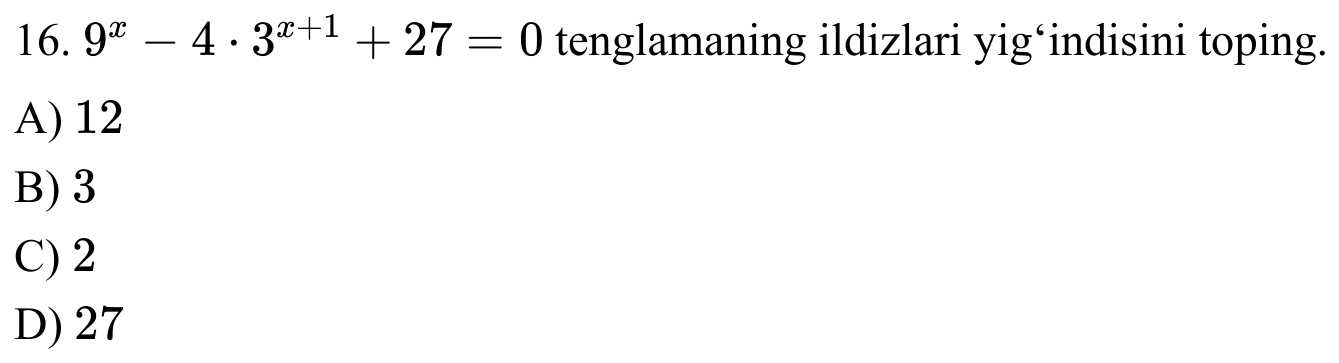 16. 9^x − 4 · 3^{x+1} + 27 = 0 tenglamaning ildizlari yig‘indisini toping.
A) 12
B) 3
C) 2
D) 27